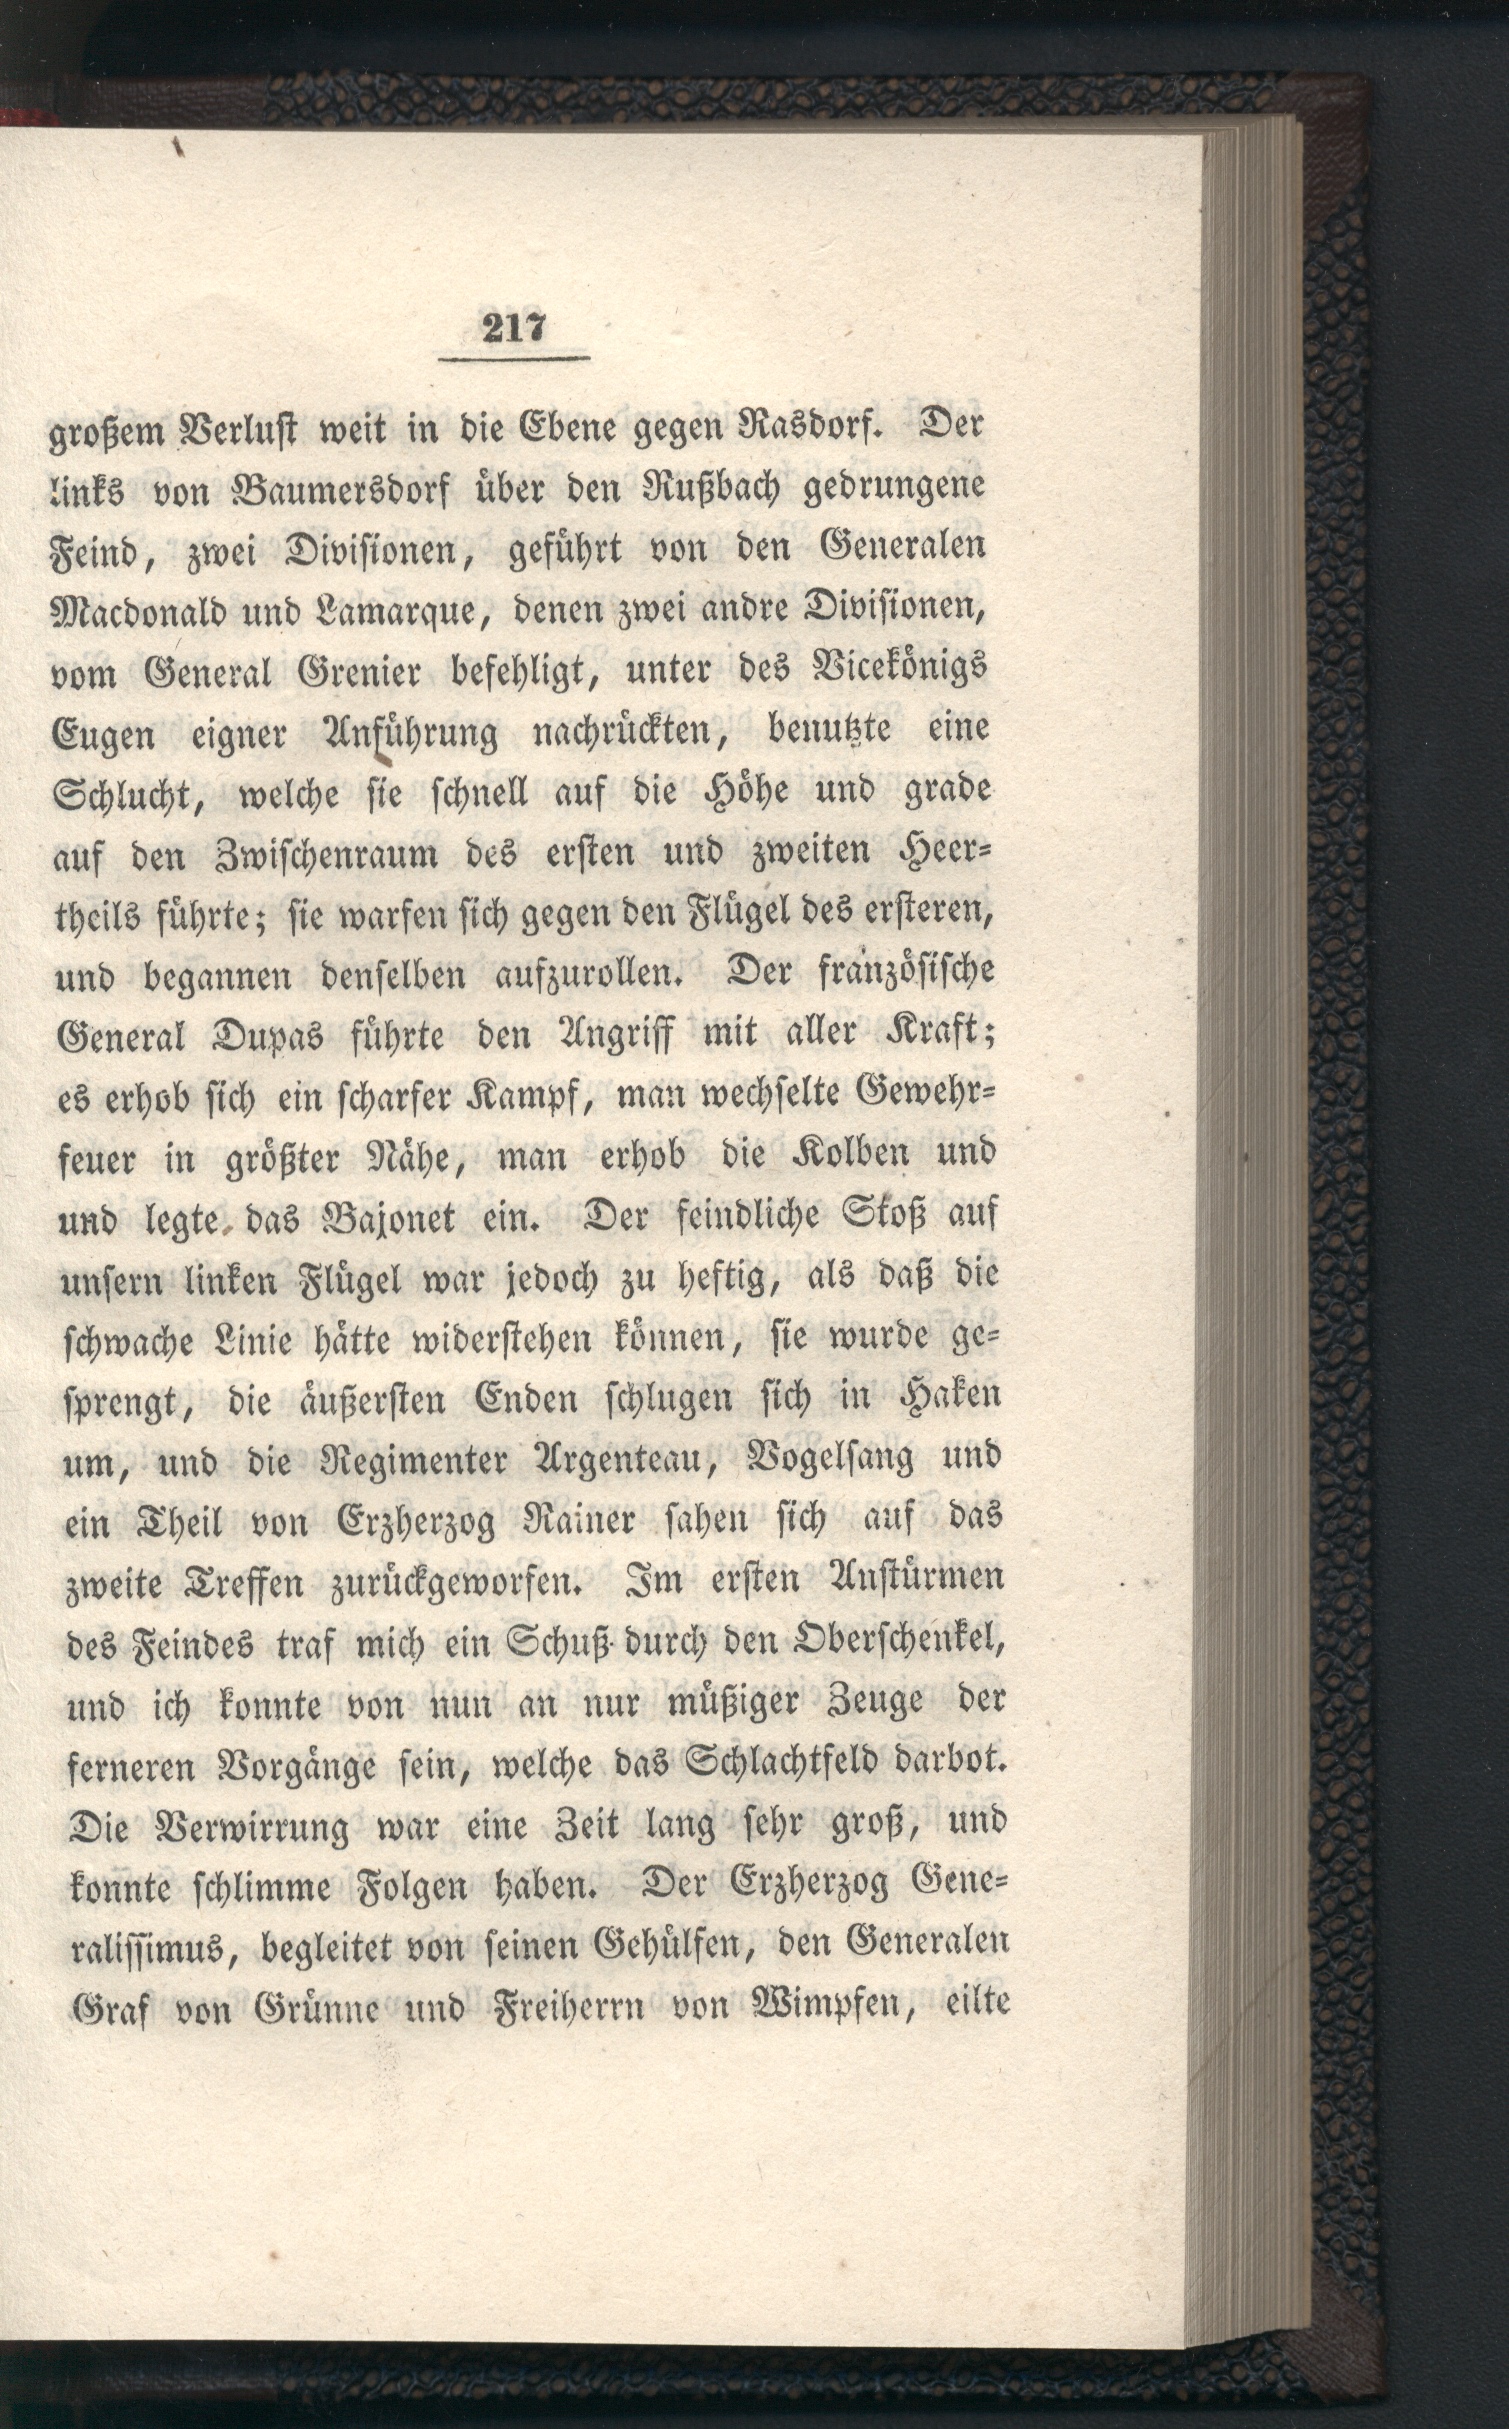 217
großem Verlust weit in die Ebene gegen Rasdorf. Der
links von Baumersdorf über den Rußbach gedrungene
Feind, zwei Divisionen, geführt von den Generalen
Macdonald und Lamarque, denen zwei andre Divisionen,
vom General Grenier befehligt, unter des Vicekönigs
Eugen eigner Anführung nachrückten, benutzte eine
Schlucht, welche sie schnell auf die Höhe und grade
auf den Zwischenraum des ersten und zweiten Heer-
theils führte; sie warfen sich gegen den Flügel des ersteren,
und begannen denselben aufzurollen. Der französische
General Dupas führte den Angriff mit aller Kraft;
es erhob sich ein scharfer Kampf, man wechselte Gewehr-
feuer in größter Nähe, man erhob die Kolben und
und legte das Bajonet ein. Der feindliche Stoß auf
unsern linken Flügel war jedoch zu heftig, als daß die
schwache Linie hätte widerstehen können, sie wurde ge-
sprengt, die äußersten Enden schlugen sich in Haken
um, und die Regimenter Argenteau, Vogelsang und
ein Theil von Erzherzog Rainer sahen sich auf das
zweite Treffen zurückgeworfen. Im ersten Anstürmen
des Feindes traf mich ein Schuß durch den Oberschenkel,
und ich konnte von nun an nur müßiger Zeuge der
ferneren Vorgänge sein, welche das Schlachtfeld darbot.
Die Verwirrung war eine Zeit lang sehr groß, und
konnte schlimme Folgen haben. Der Erzherzog Gene-
ralissimus, begleitet von seinen Gehülfen, den Generalen
Graf von Grünne und Freiherrn von Wimpfen, eilte